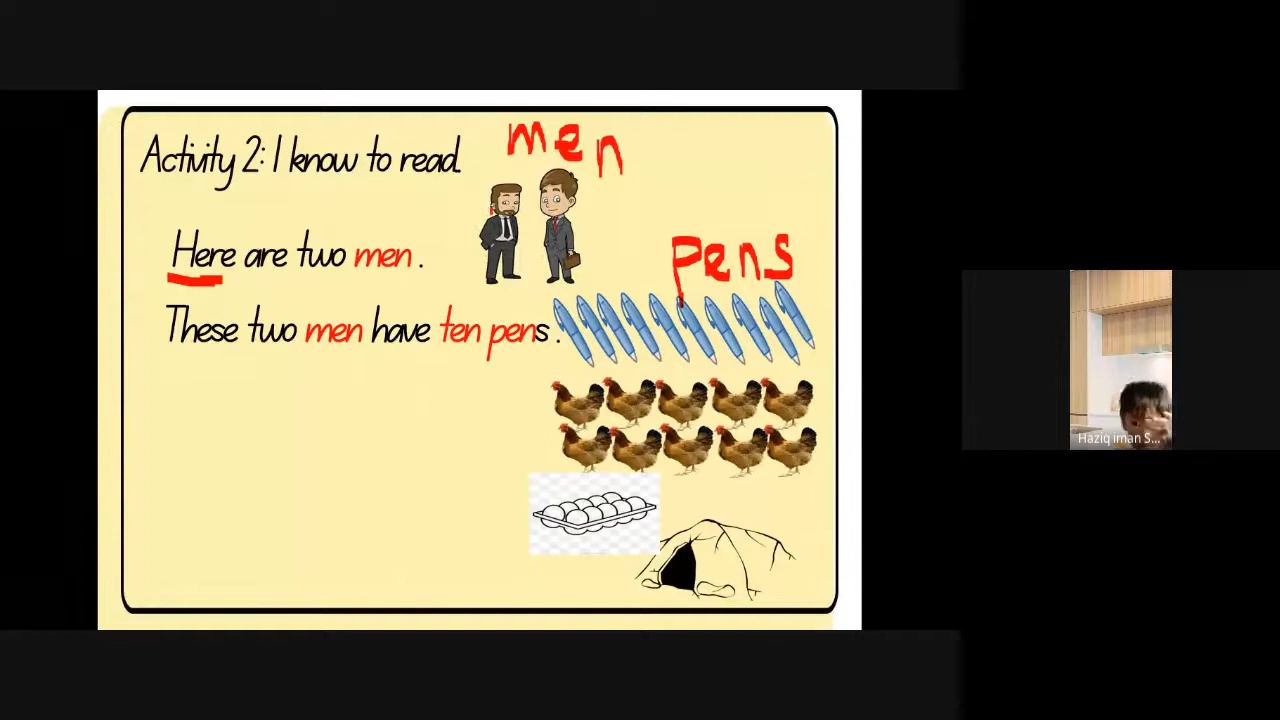 Activity 2: I know to read.
men
Here are two men.
pens
These two men have ten pens.
Haziq iman S...